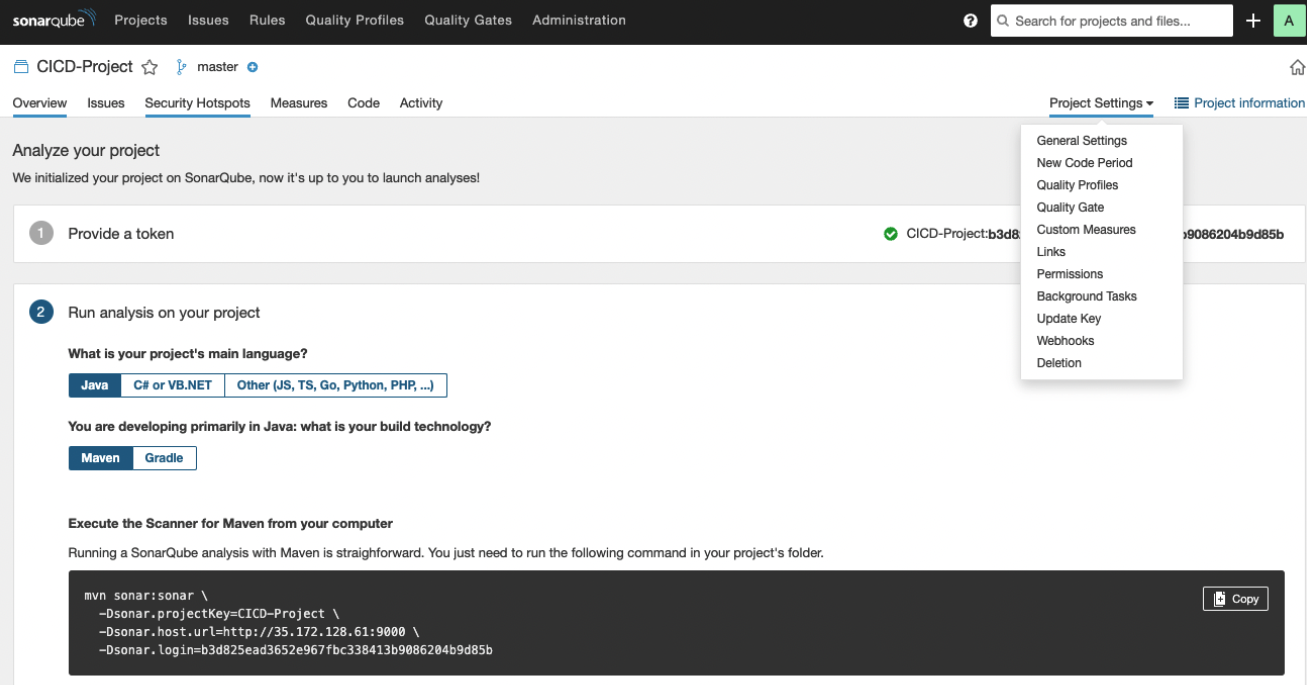 sonarqube Projects Issues Rules Quality Profiles Quality Gates Administration ? Search for projects and files... + A
CICD-Project master
Overview Issues Security Hotspots Measures Code Activity Project Settings Project information
General Settings
New Code Period
Quality Profiles
Quality Gate
Custom Measures
Links
Permissions
Background Tasks
Update Key
Webhooks
Deletion
Analyze your project
We initialized your project on SonarQube, now it's up to you to launch analyses!
1 Provide a token CICD-Project:b3d82 b9086204b9d85b
2 Run analysis on your project
What is your project's main language?
Java C# or VB.NET Other (JS, TS, Go, Python, PHP, ...)
You are developing primarily in Java: what is your build technology?
Maven Gradle
Execute the Scanner for Maven from your computer
Running a SonarQube analysis with Maven is straighforward. You just need to run the following command in your project's folder.
mvn sonar:sonar \
-Dsonar.projectKey=CICD-Project \
-Dsonar.host.url=http://35.172.128.61:9000 \
-Dsonar.login=b3d825ead3652e967fbc338413b9086204b9d85b
Copy